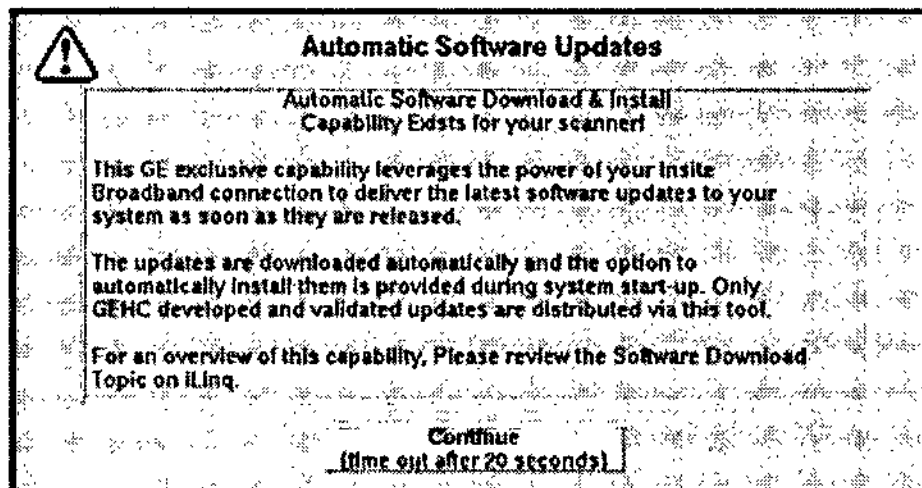 Automatic Software Updates
Automatic Software Download & Install
Capability Exists for your scanner!
This GE exclusive capability leverages the power of your Insite
Broadband connection to deliver the latest software updates to your
system as soon as they are released.
The updates are downloaded automatically and the option to
automatically install them is provided during system start-up. Only
GEHC developed and validated updates are distributed via this tool.
For an overview of this capability, Please review the Software Download
Topic on iLinq.
Continue
(time out after 20 seconds)